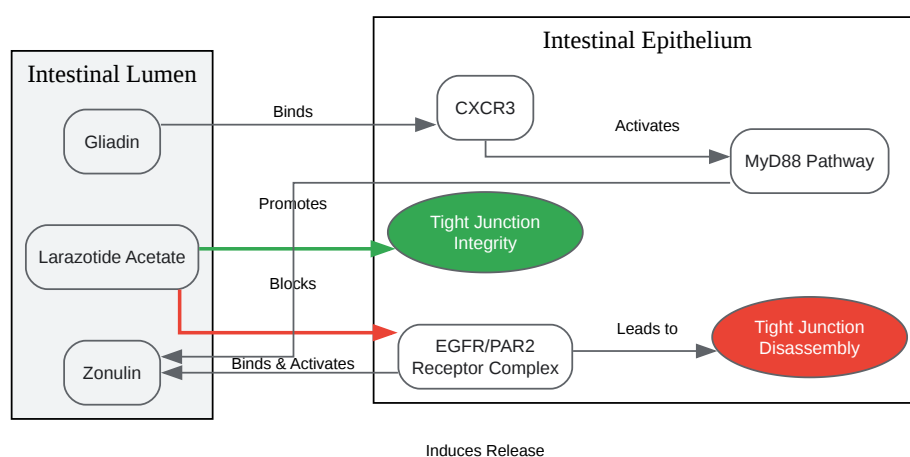 Intestinal Epithelium
Intestinal Lumen
Gliadin
Binds
CXCR3
Activates
MyD88 Pathway
Promotes
Tight Junction
Integrity
Larazotide Acetate
Blocks
Zonulin
Binds & Activates
EGFR/PAR2
Receptor Complex
Leads to
Tight Junction
Disassembly
Induces Release